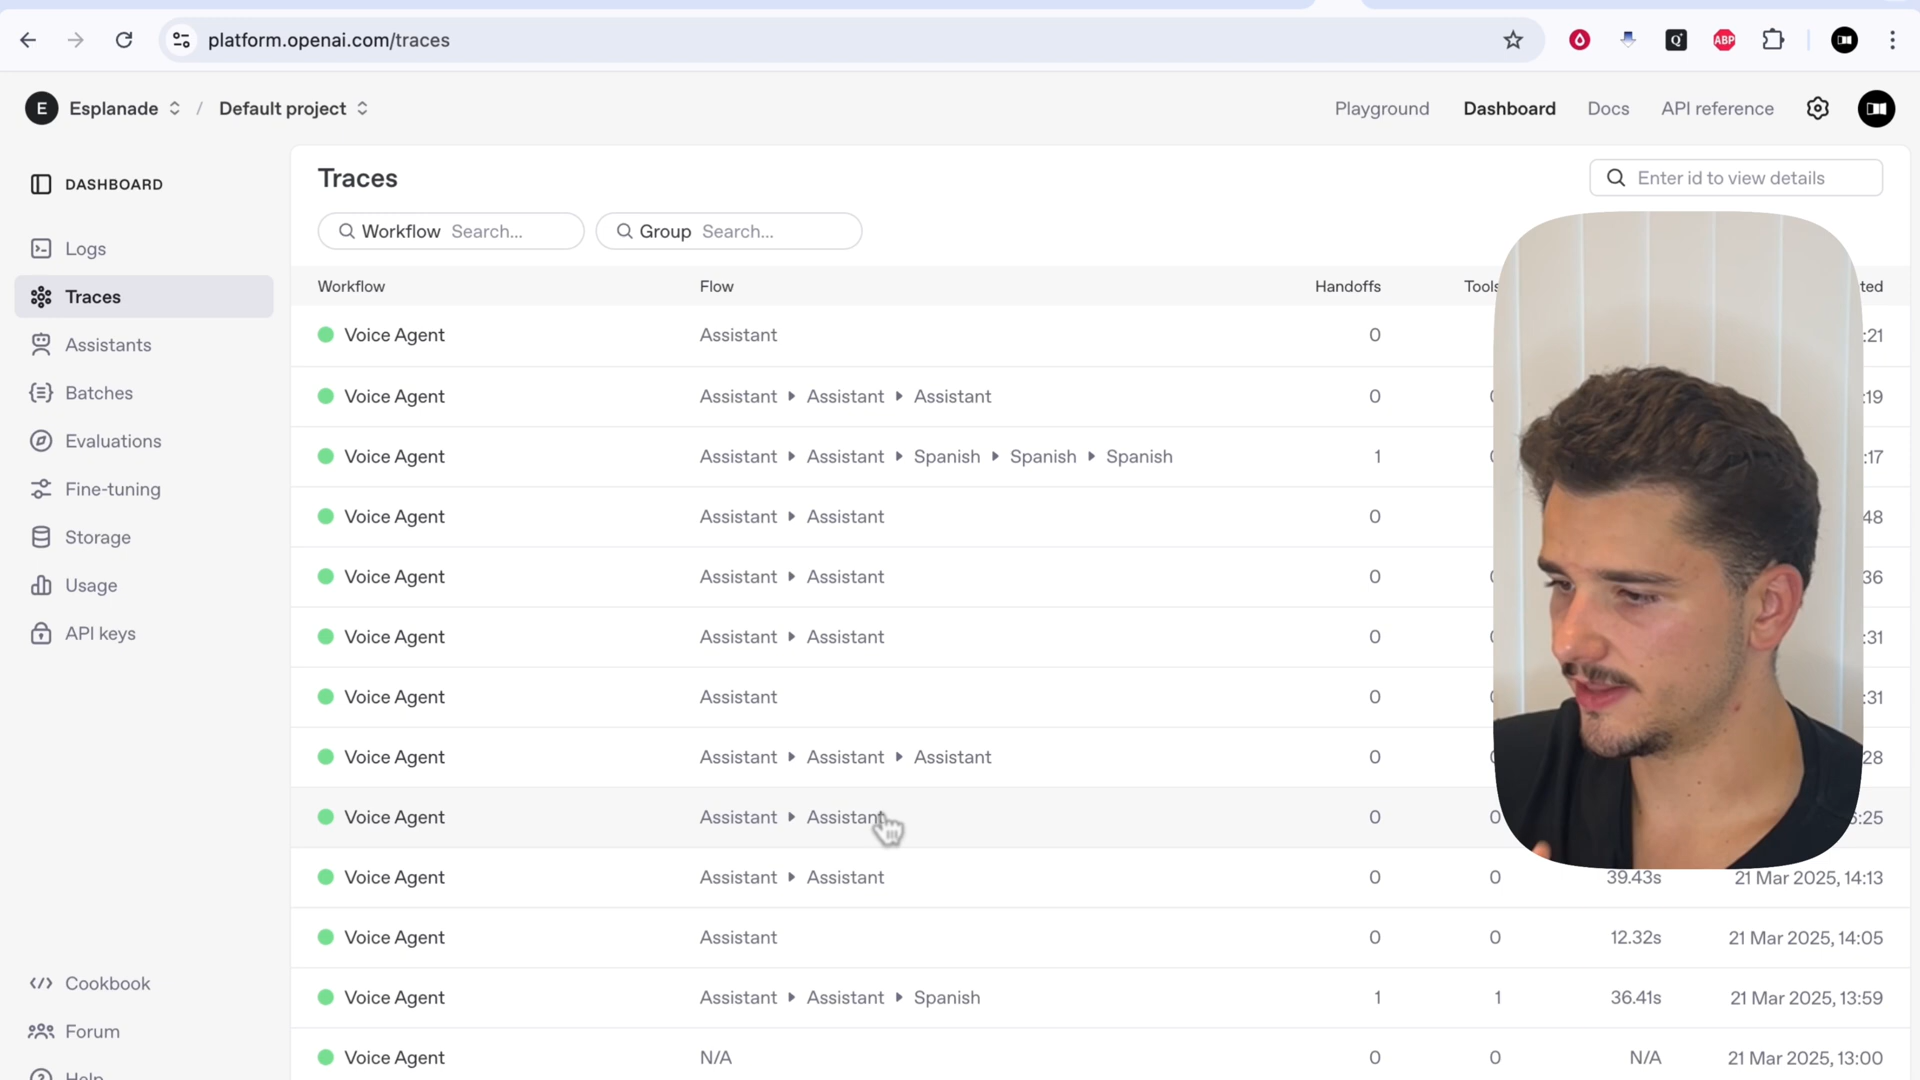 platform.openai.com/traces
ABP
E Esplanade / Default project
Playground Dashboard Docs API reference
DASHBOARD
Logs
Traces
Assistants
Batches
Evaluations
Fine-tuning
Storage
Usage
API keys
Cookbook
Forum
Help
Traces
Enter id to view details
Workflow Search...
Group Search...
Workflow Flow Handoffs Tools
Voice Agent Assistant 0 :21
Voice Agent Assistant Assistant Assistant 0 :19
Voice Agent Assistant Assistant Spanish Spanish Spanish 1 :17
Voice Agent Assistant Assistant 0 48
Voice Agent Assistant Assistant 0 36
Voice Agent Assistant Assistant 0 :31
Voice Agent Assistant 0 :31
Voice Agent Assistant Assistant Assistant 0 28
Voice Agent Assistant Assistant 0 0 :25
Voice Agent Assistant Assistant 0 0 39.43s 21 Mar 2025, 14:13
Voice Agent Assistant 0 0 12.32s 21 Mar 2025, 14:05
Voice Agent Assistant Assistant Spanish 1 1 36.41s 21 Mar 2025, 13:59
Voice Agent N/A 0 0 N/A 21 Mar 2025, 13:00